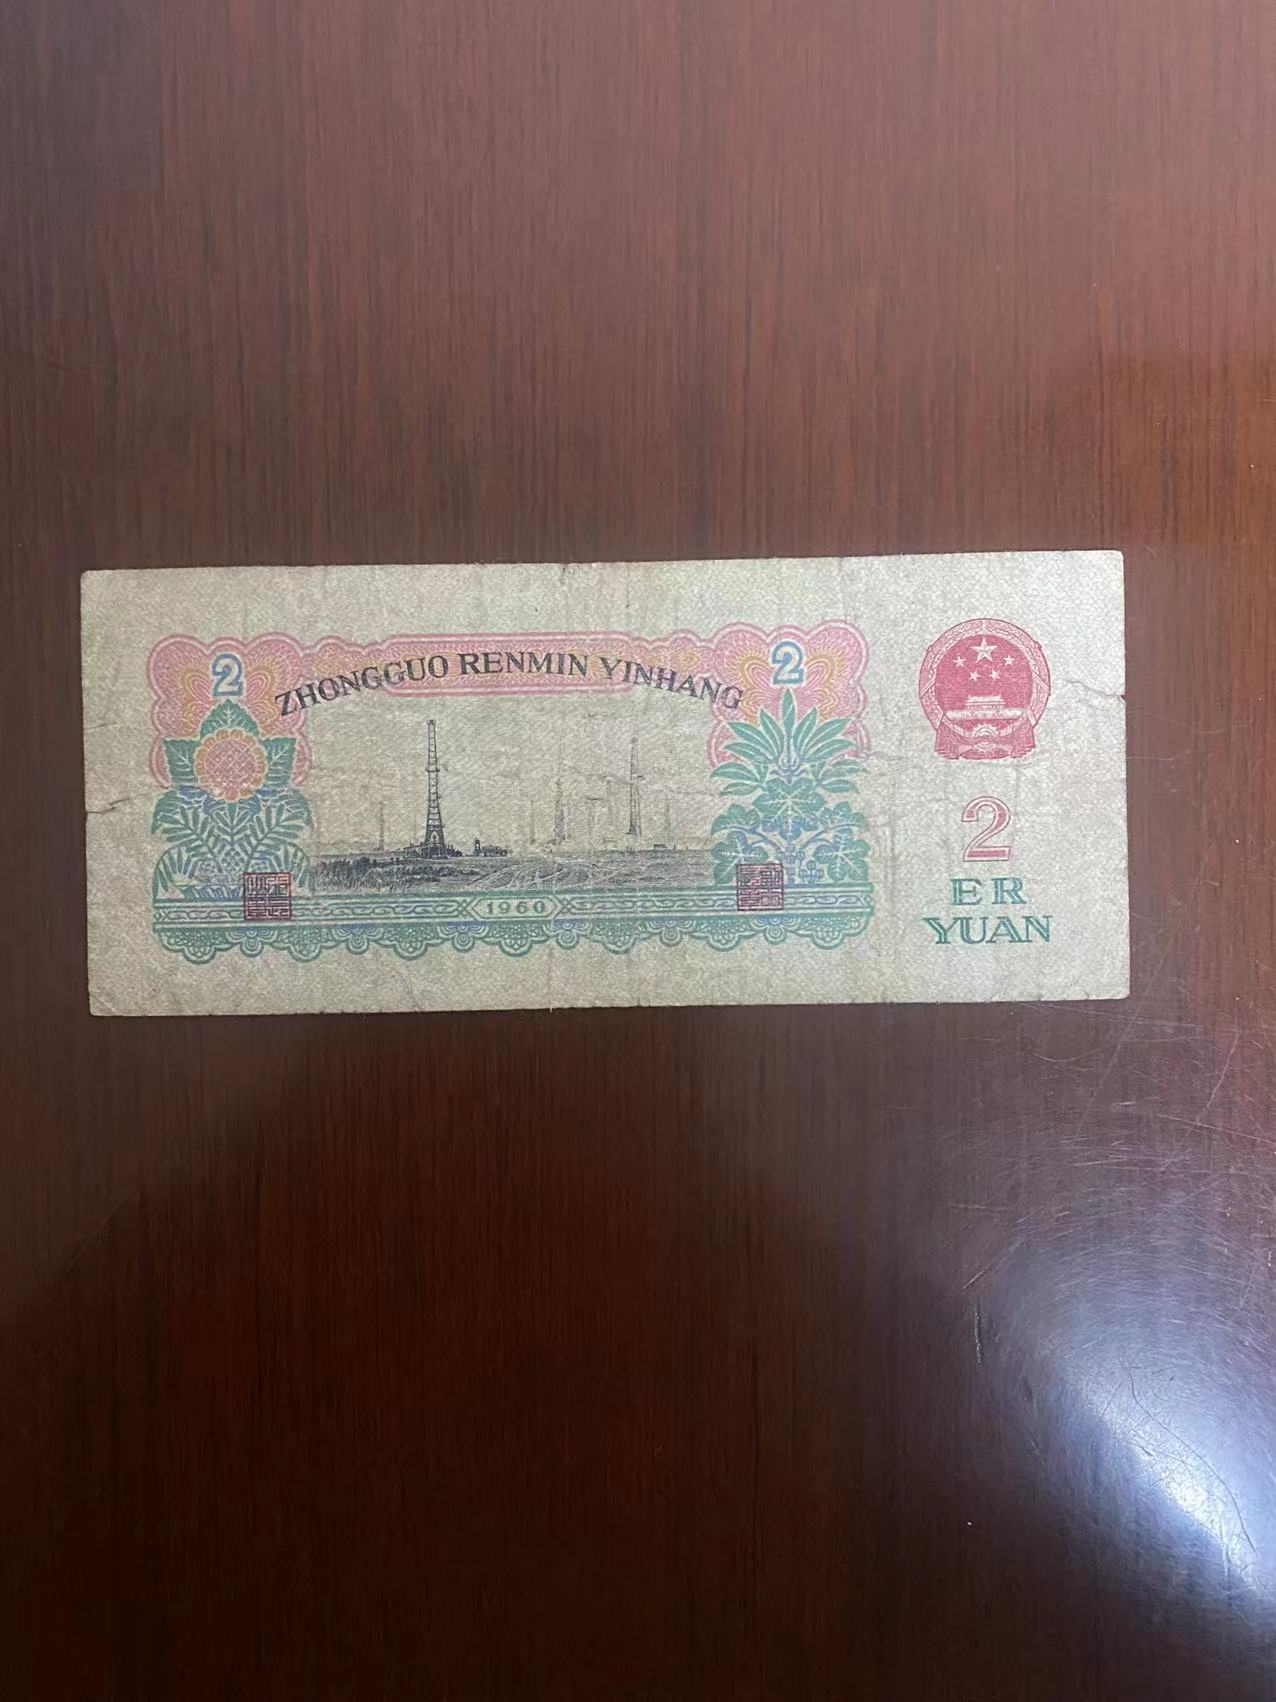 2
2
ZHONGGUO RENMIN YINHANG
1960
2
ER
YUAN